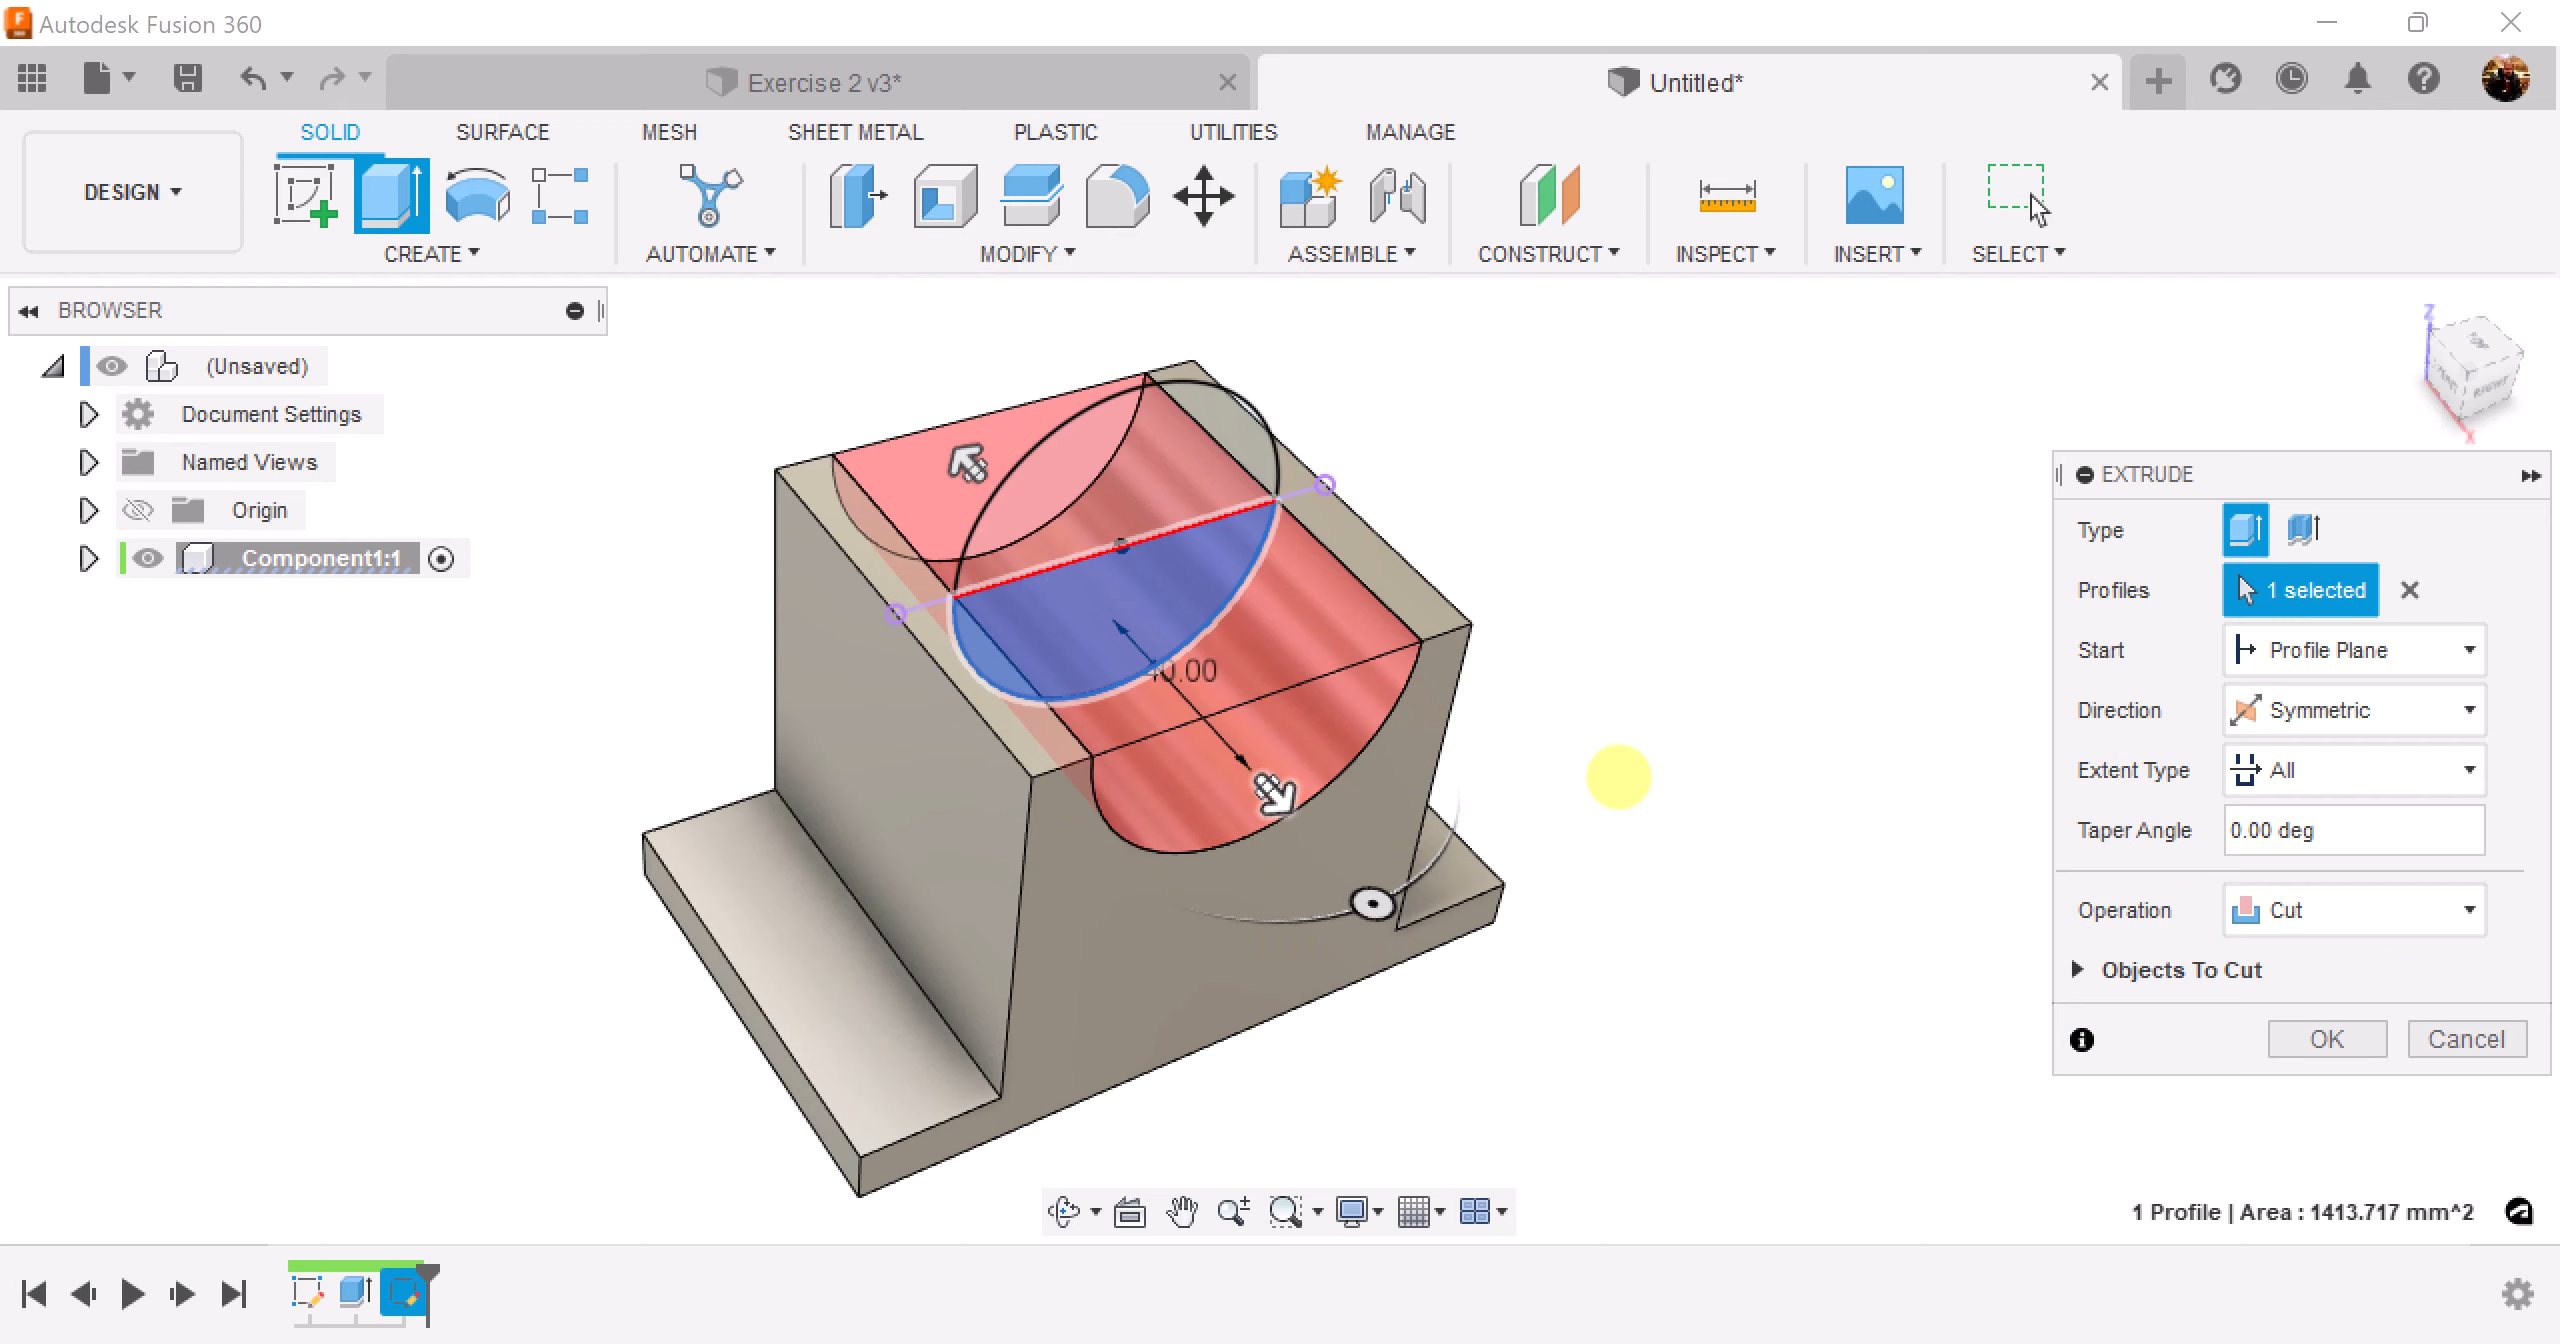 Autodesk Fusion 360
Exercise 2 v3*
Untitled*
SOLID SURFACE MESH SHEET METAL PLASTIC UTILITIES MANAGE
DESIGN
CREATE AUTOMATE MODIFY ASSEMBLE CONSTRUCT INSPECT INSERT SELECT
BROWSER
(Unsaved)
Document Settings
Named Views
Origin
Component1:1
Z
RIGHT
X
EXTRUDE
Type
Profiles 1 selected
Start Profile Plane
Direction Symmetric
Extent Type All
Taper Angle 0.00 deg
Operation Cut
Objects To Cut
OK Cancel
1 Profile | Area : 1413.717 mm^2